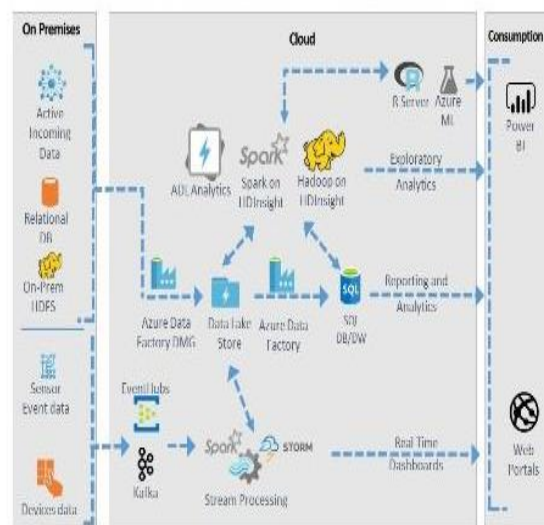 On Premises
Active
Incoming
Data
Relational
DB
On-Prem
HDFS
Sensor
Event data
Devices data
Cloud
R
R Server
Azure
ML
ADL Analytics
Spark
Spark on
HDInsight
Hadoop on
HDInsight
Exploratory
Analytics
Azure Data
Factory DMG
Data Lake
Store
Azure Data
Factory
SQL
SQL
DB/DW
Reporting and
Analytics
Event Hubs
Kafka
Spark
STORM
Stream Processing
Real Time
Dashboards
Consumption
Power
BI
Web
Portals